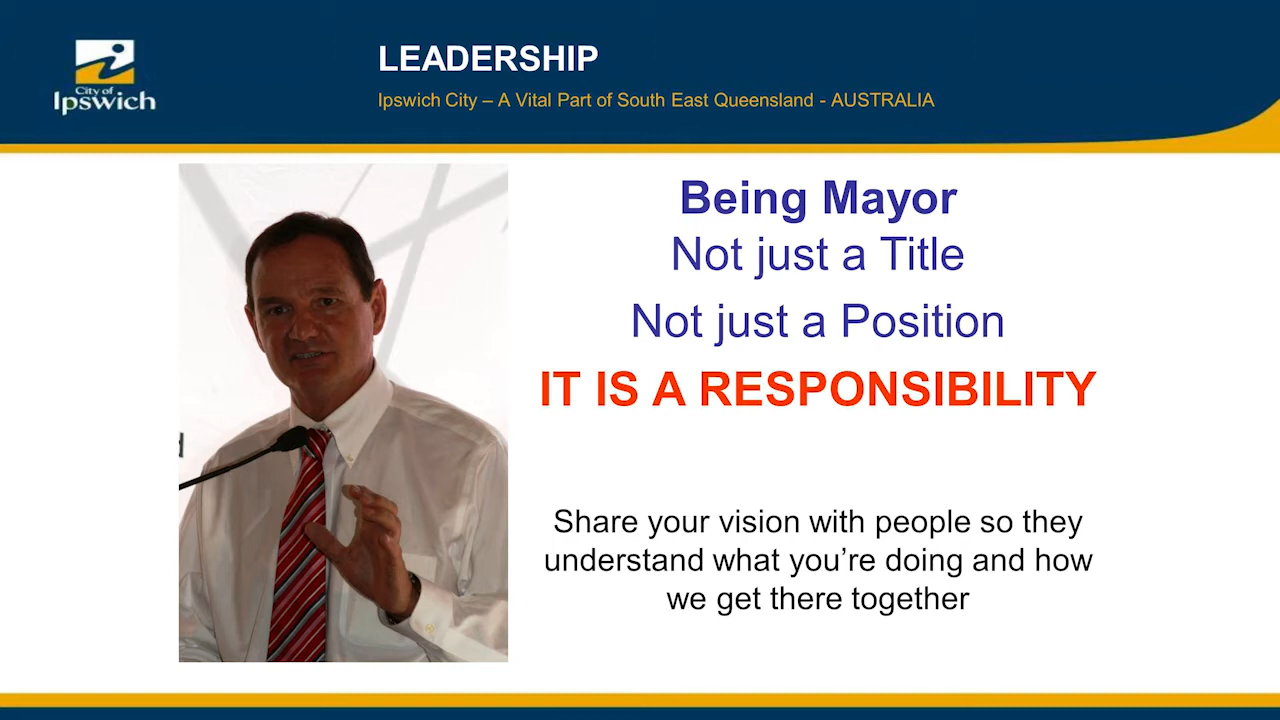 LEADERSHIP
Ipswich City – A Vital Part of South East Queensland - AUSTRALIA
City of
Ipswich
Being Mayor
Not just a Title
Not just a Position
IT IS A RESPONSIBILITY
d
Share your vision with people so they
understand what you’re doing and how
we get there together